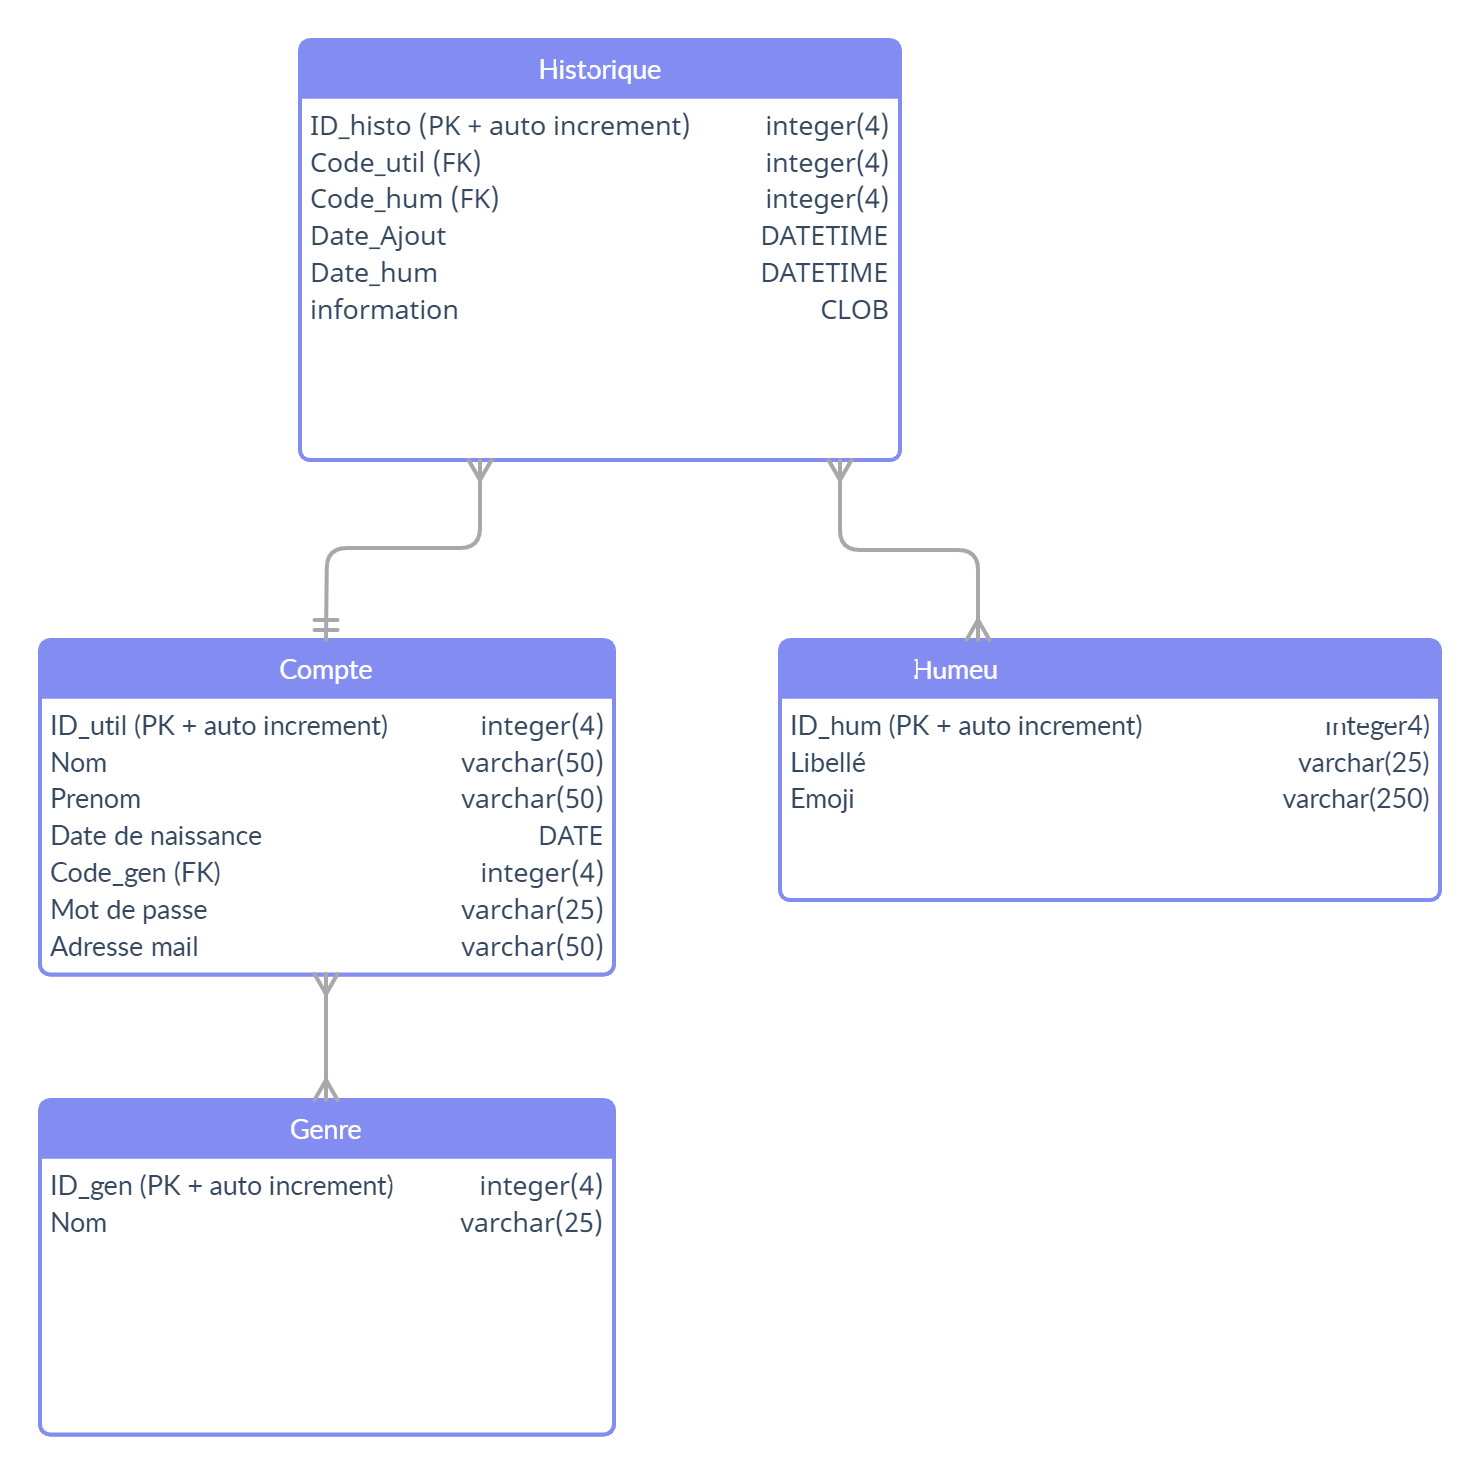 Historique
ID_histo (PK + auto increment) integer(4)
Code_util (FK) integer(4)
Code_hum (FK) integer(4)
Date_Ajout DATETIME
Date_hum DATETIME
information CLOB
Compte
ID_util (PK + auto increment) integer(4)
Nom varchar(50)
Prenom varchar(50)
Date de naissance DATE
Code_gen (FK) integer(4)
Mot de passe varchar(25)
Adresse mail varchar(50)
Humeu
ID_hum (PK + auto increment) integer4)
Libellé varchar(25)
Emoji varchar(250)
Genre
ID_gen (PK + auto increment) integer(4)
Nom varchar(25)